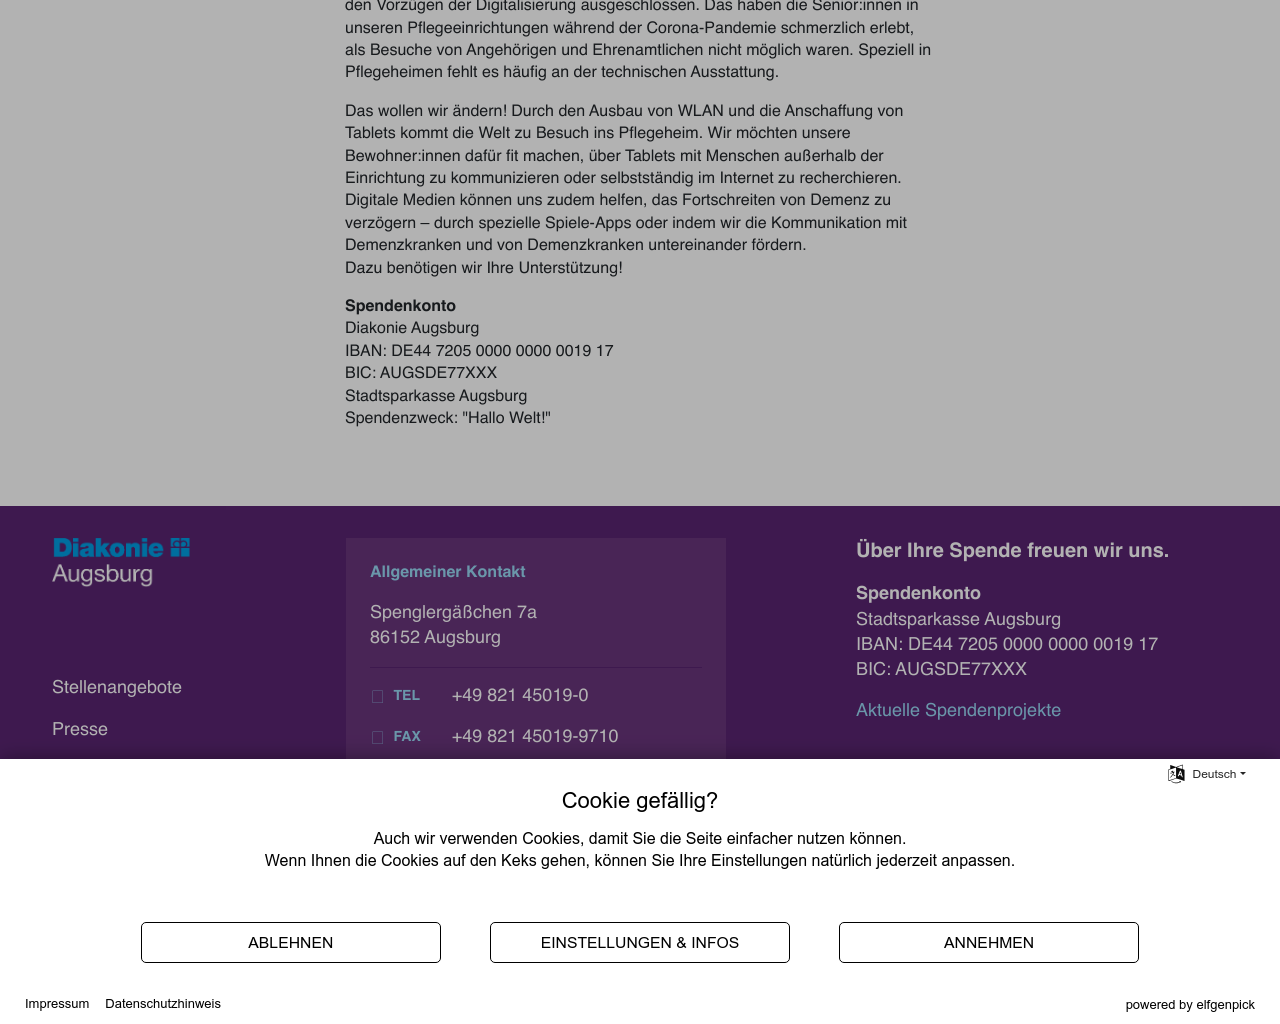 den Vorzügen der Digitalisierung ausgeschlossen. Das haben die Senior:innen in
unseren Pflegeeinrichtungen während der Corona-Pandemie schmerzlich erlebt,
als Besuche von Angehörigen und Ehrenamtlichen nicht möglich waren. Speziell in
Pflegeheimen fehlt es häufig an der technischen Ausstattung.
Das wollen wir ändern! Durch den Ausbau von WLAN und die Anschaffung von
Tablets kommt die Welt zu Besuch ins Pflegeheim. Wir möchten unsere
Bewohner:innen dafür fit machen, über Tablets mit Menschen außerhalb der
Einrichtung zu kommunizieren oder selbstständig im Internet zu recherchieren.
Digitale Medien können uns zudem helfen, das Fortschreiten von Demenz zu
verzögern – durch spezielle Spiele-Apps oder indem wir die Kommunikation mit
Demenzkranken und von Demenzkranken untereinander fördern.
Dazu benötigen wir Ihre Unterstützung!
Spendenkonto
Diakonie Augsburg
IBAN: DE44 7205 0000 0000 0019 17
BIC: AUGSDE77XXX
Stadtsparkasse Augsburg
Spendenzweck: "Hallo Welt!"
Diakonie
Augsburg
Stellenangebote
Presse
Allgemeiner Kontakt
Spenglergäßchen 7a
86152 Augsburg
TEL +49 821 45019-0
FAX +49 821 45019-9710
Über Ihre Spende freuen wir uns.
Spendenkonto
Stadtsparkasse Augsburg
IBAN: DE44 7205 0000 0000 0019 17
BIC: AUGSDE77XXX
Aktuelle Spendenprojekte
Deutsch
Cookie gefällig?
Auch wir verwenden Cookies, damit Sie die Seite einfacher nutzen können.
Wenn Ihnen die Cookies auf den Keks gehen, können Sie Ihre Einstellungen natürlich jederzeit anpassen.
ABLEHNEN
EINSTELLUNGEN & INFOS
ANNEHMEN
Impressum Datenschutzhinweis
powered by elfgenpick